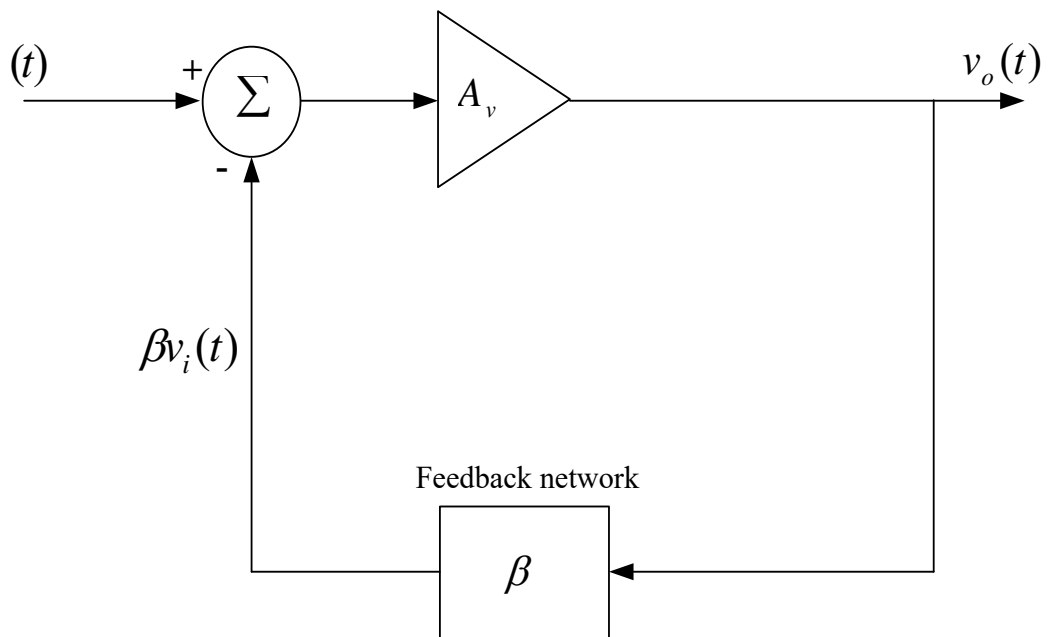 (t)
+
Σ
A_v
v_o(t)
-
βv_i(t)
Feedback network
β